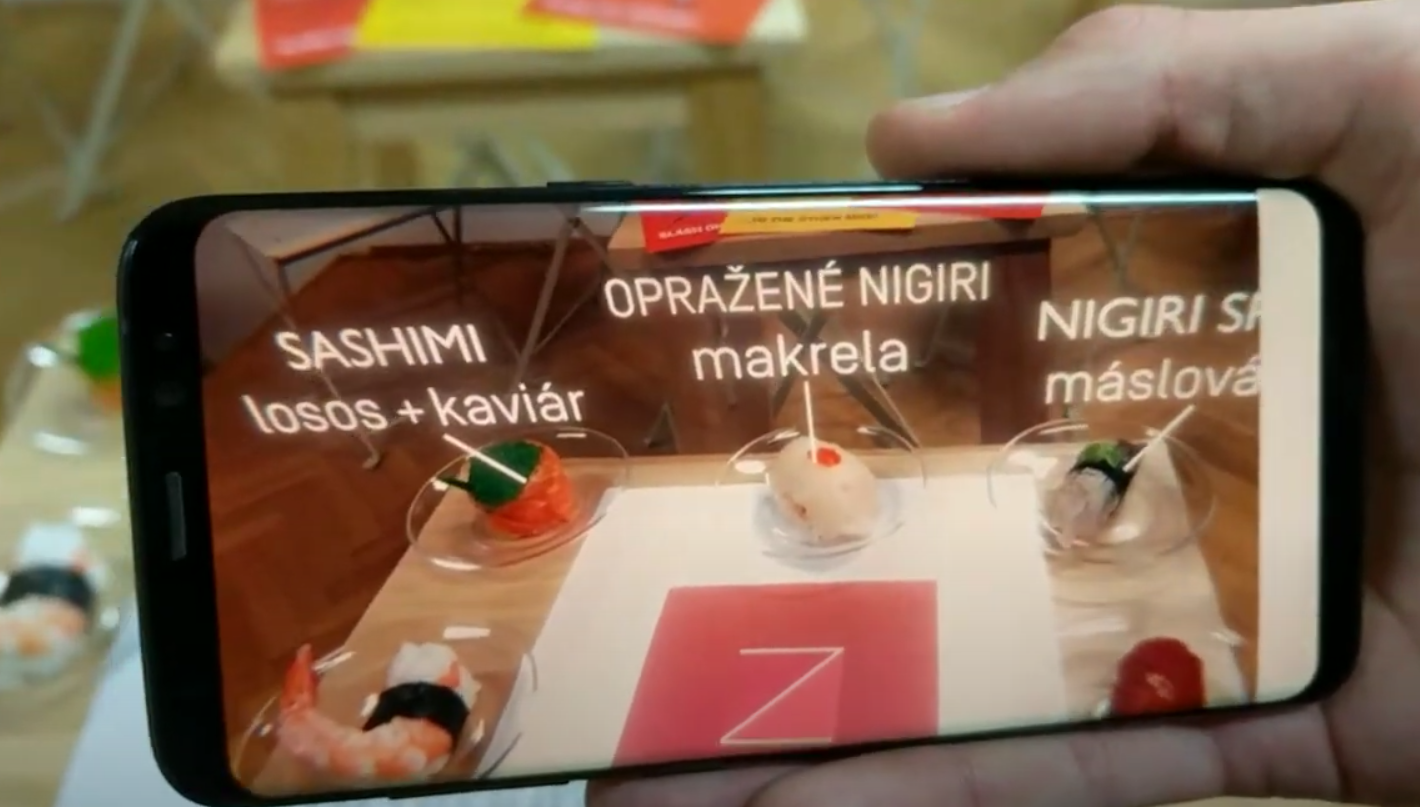 SASHIMI
losos + kaviár
OPRAŽENÉ NIGIRI
makrela
NIGIRI
máslová
Z